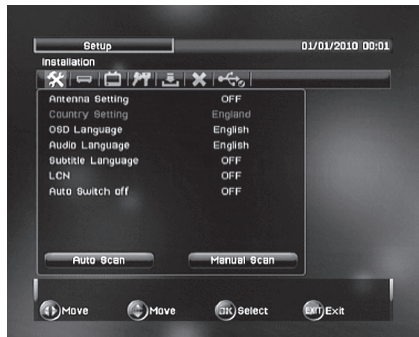 Setup 01/01/2010 00:01
Installation
Antenna Setting OFF
Country Setting England
OSD Language English
Audio Language English
Subtitle Language OFF
LCN OFF
Auto Switch off OFF
Auto Scan Manual Scan
Move Move OK Select EXIT Exit